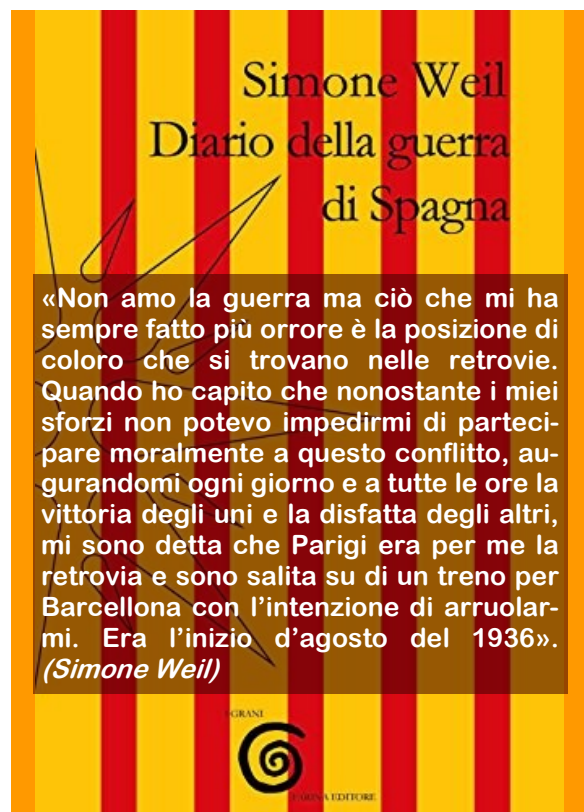 Simone Weil
Diario della guerra
di Spagna
«Non amo la guerra ma ciò che mi ha
sempre fatto più orrore è la posizione di
coloro che si trovano nelle retrovie.
Quando ho capito che nonostante i miei
sforzi non potevo impedirmi di parteci-
pare moralmente a questo conflitto, au-
gurandomi ogni giorno e a tutte le ore la
vittoria degli uni e la disfatta degli altri,
mi sono detta che Parigi era per me la
retrovia e sono salita su di un treno per
Barcellona con l’intenzione di arruolar-
mi. Era l’inizio d’agosto del 1936».
(Simone Weil)
I GRANI
FARINA EDITORE